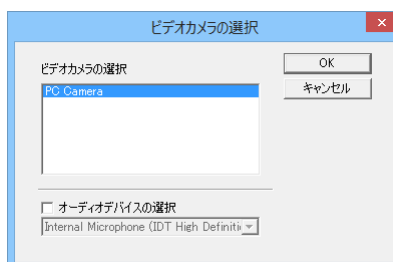 ビデオカメラの選択
ビデオカメラの選択
PC Camera
OK
キャンセル
オーディオデバイスの選択
Internal Microphone (IDT High Definiti